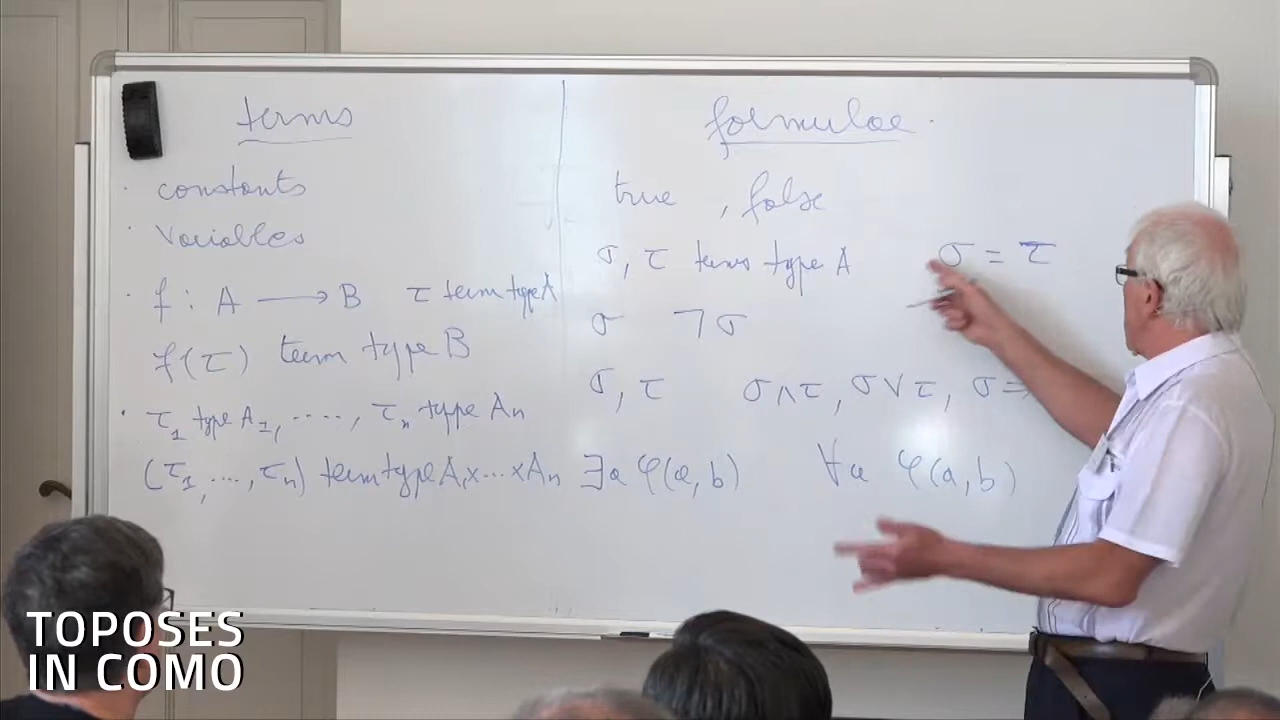 terms
· constants
· variables
· f : A ⟶ B τ term type A
f(τ) term type B
· τ₁ type A₁, ...., τₙ type Aₙ
(τ₁, ..., τₙ) term type A₁×...×Aₙ
formulae.
true , false
σ, τ terms type A σ = τ
σ ¬σ
σ, τ σ∧τ, σ∨τ, σ⇒
∃a φ(a, b) ∀a φ(a, b)
TOPOSES
IN COMO